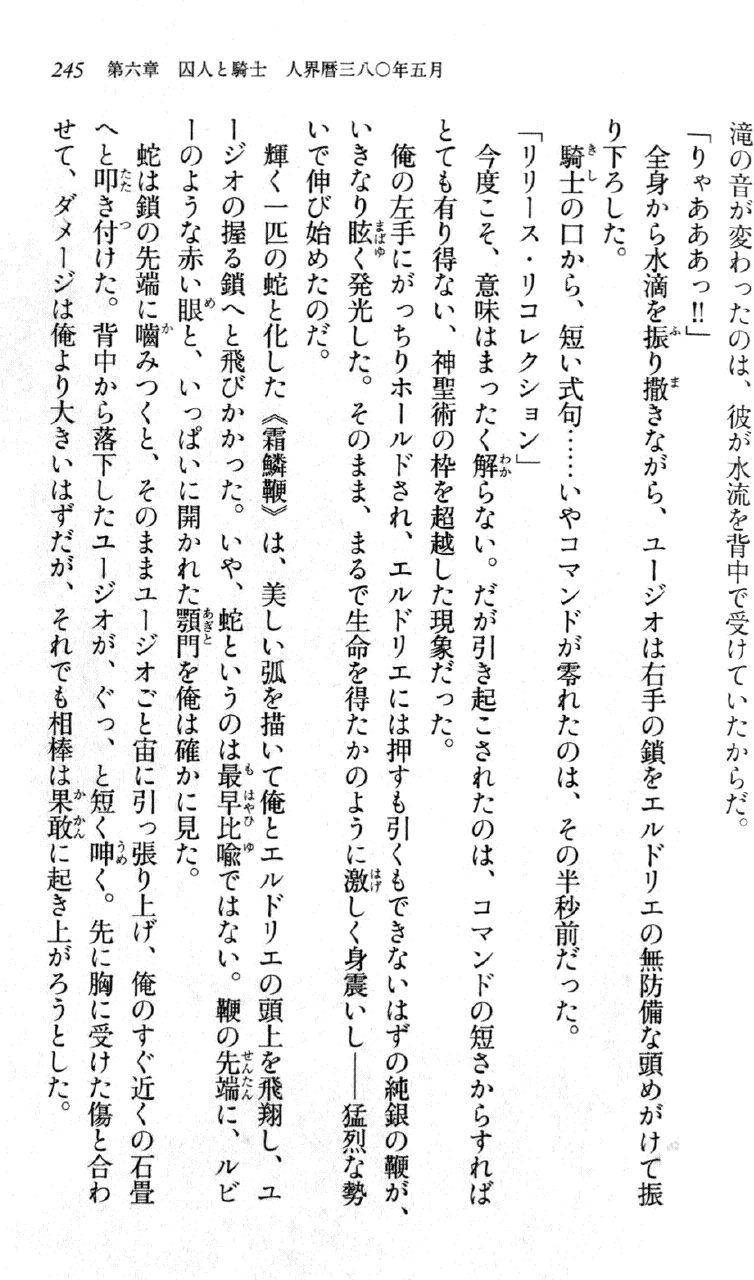 245　第六章　囚人と騎士　人界暦三八〇年五月
滝の音が変わったのは、彼が水流を背中で受けていたからだ。
「りゃあああっ!!」
全身から水滴を振り撒きながら、ユージオは右手の鎖をエルドリエの無防備な頭めがけて振
り下ろした。
騎士の口から、短い式句……いやコマンドが零れたのは、その半秒前だった。
「リリース・リコレクション」
今度こそ、意味はまったく解らない。だが引き起こされたのは、コマンドの短さからすれば
とても有り得ない、神聖術の枠を超越した現象だった。
俺の左手にがっちりホールドされ、エルドリエには押すも引くもできないはずの純銀の鞭が、
いきなり眩く発光した。そのまま、まるで生命を得たかのように激しく身震いし――猛烈な勢
いで伸び始めたのだ。
輝く一匹の蛇と化した《霜鱗鞭》は、美しい弧を描いて俺とエルドリエの頭上を飛翔し、ユ
ージオの握る鎖へと飛びかかった。いや、蛇というのは最早比喩ではない。鞭の先端に、ルビ
ーのような赤い眼と、いっぱいに開かれた顎門を俺は確かに見た。
蛇は鎖の先端に嚙みつくと、そのままユージオごと宙に引っ張り上げ、俺のすぐ近くの石畳
へと叩き付けた。背中から落下したユージオが、ぐっ、と短く呻く。先に胸に受けた傷と合わ
せて、ダメージは俺より大きいはずだが、それでも相棒は果敢に起き上がろうとした。